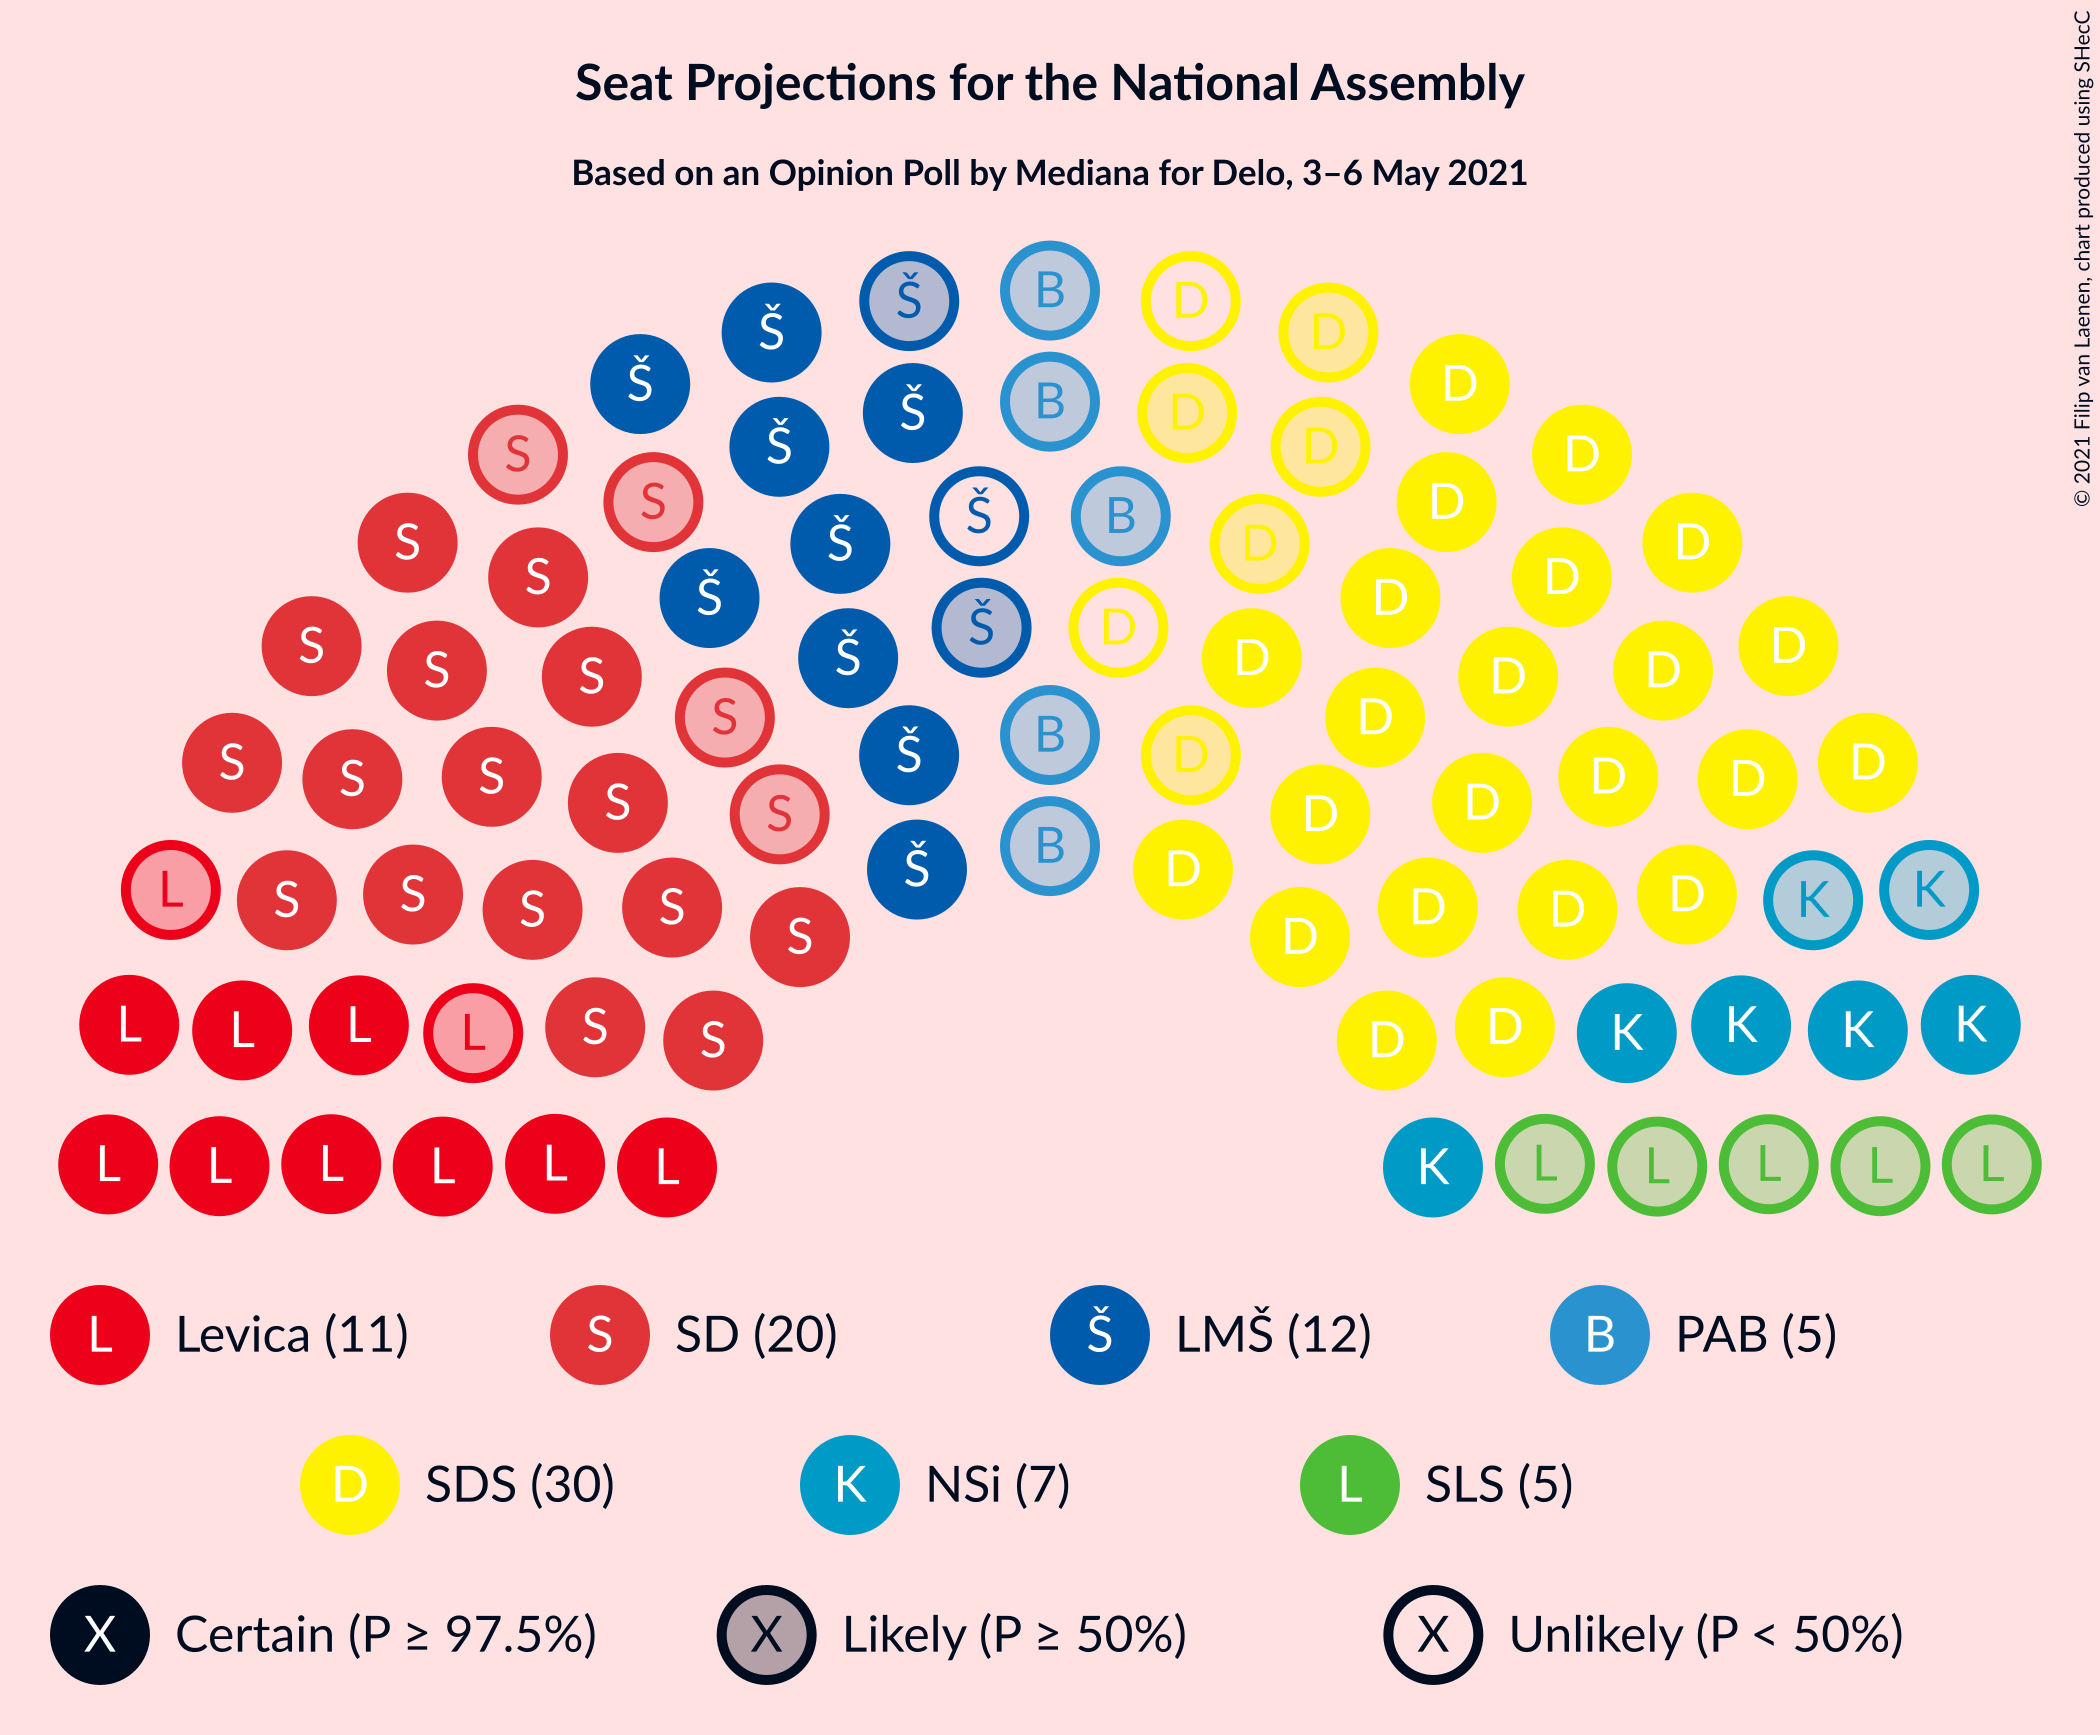 Seat Projections for the National Assembly
Based on an Opinion Poll by Mediana for Delo, 3–6 May 2021
© 2021 Filip van Laenen, chart produced using SHecC
Š B D
Š D
Š Š B D D
S Š Š D D
S S Š B D D
S Š Š D D
S S Š Š D D D
S S Š S D D D D
S S S Š B D D D D D
S S S S D D D D
L S S S S Š B D D D D K K
S D
L L L L S S D D K K K K
L L L L L L K L L L L L
L Levica (11) S SD (20) Š LMŠ (12) B PAB (5)
D SDS (30) K NSi (7) L SLS (5)
X Certain (P ≥ 97.5%) X Likely (P ≥ 50%) X Unlikely (P < 50%)